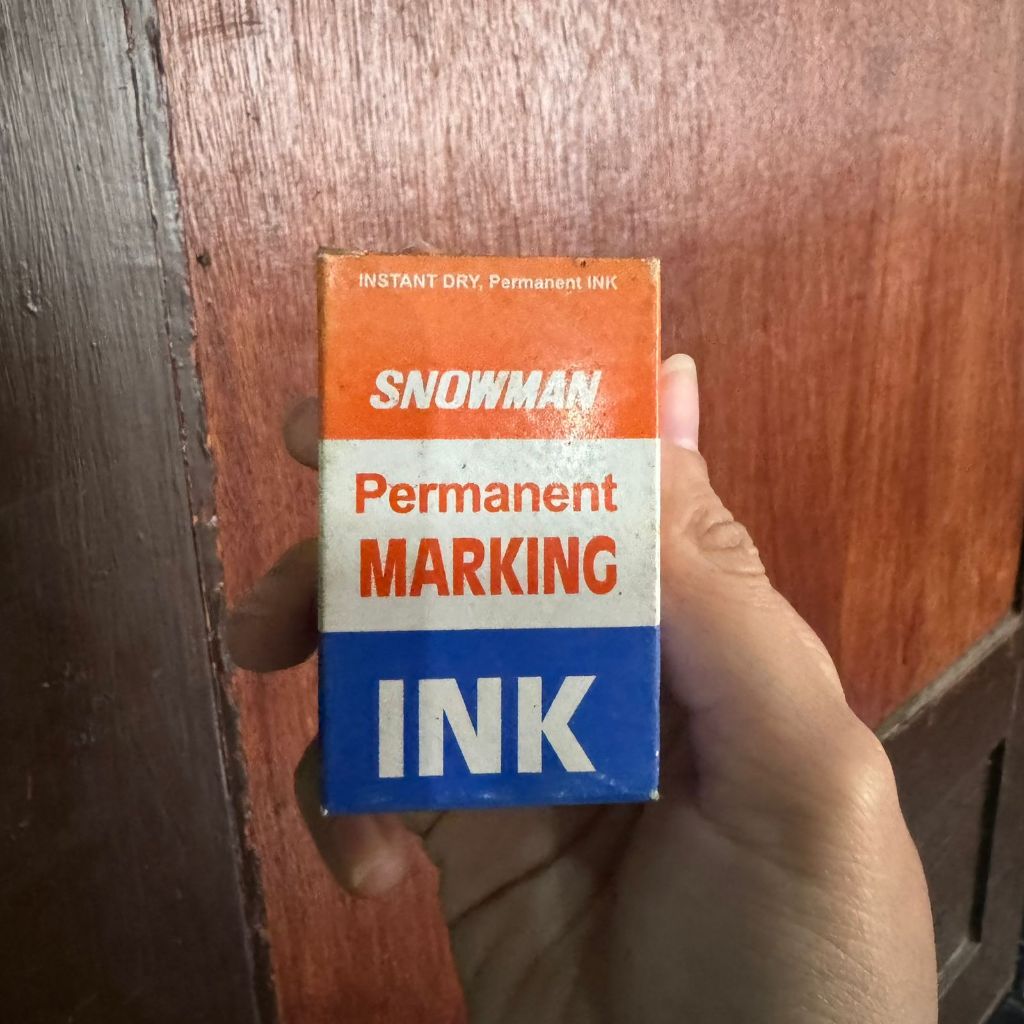 INSTANT DRY, Permanent INK
SNOWMAN
Permanent
MARKING
INK